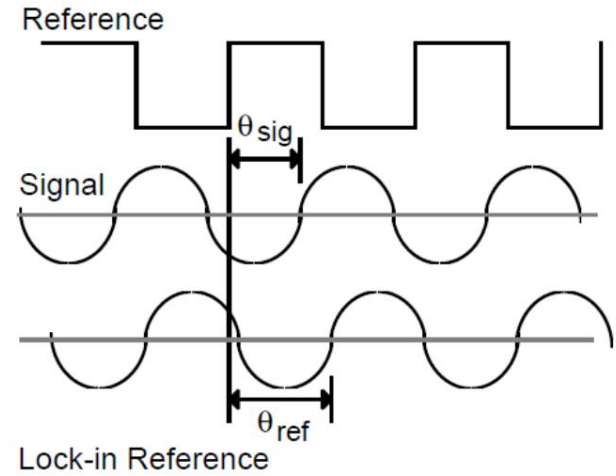 Reference
θsig
Signal
θref
Lock-in Reference